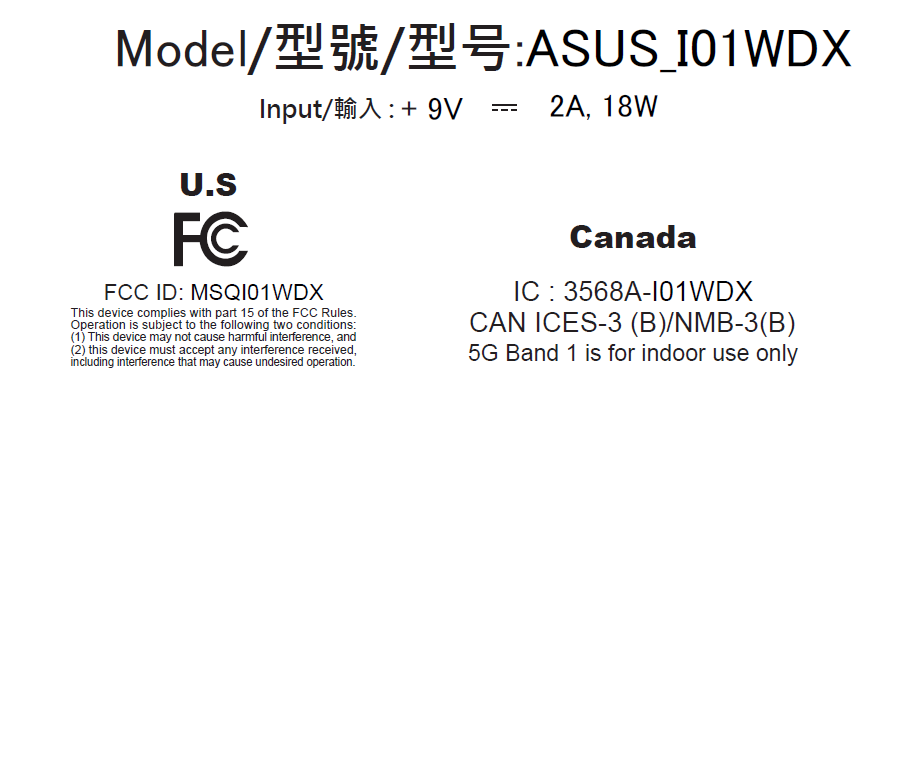 Model/型號/型号:ASUS_I01WDX
Input/輸入 : + 9V ⎓ 2A, 18W
U.S
FC
FCC ID: MSQI01WDX
This device complies with part 15 of the FCC Rules.
Operation is subject to the following two conditions:
(1) This device may not cause harmful interference, and
(2) this device must accept any interference received,
including interference that may cause undesired operation.
Canada
IC : 3568A-I01WDX
CAN ICES-3 (B)/NMB-3(B)
5G Band 1 is for indoor use only